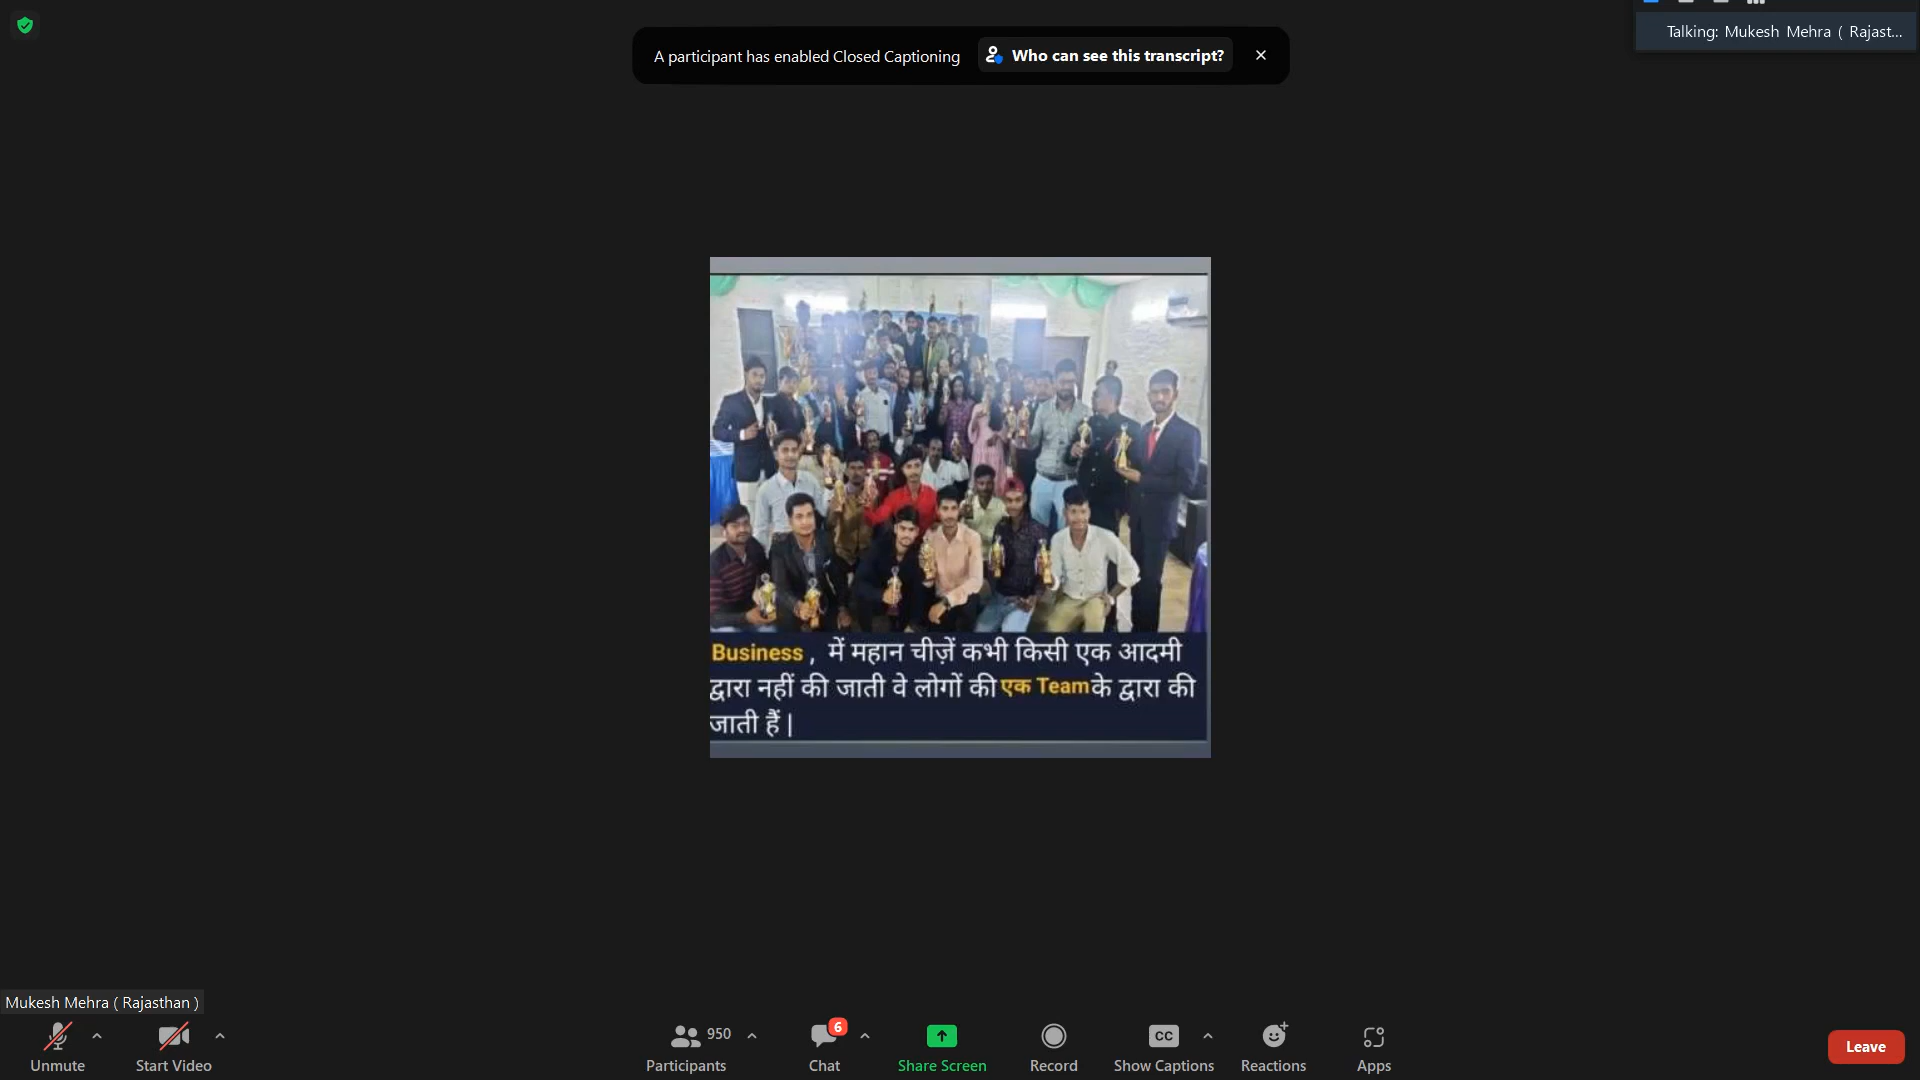 Talking: Mukesh Mehra ( Rajast...
A participant has enabled Closed Captioning
Who can see this transcript?
Business , में महान चीज़ें कभी किसी एक आदमी
द्वारा नहीं की जाती वे लोगों की एक Team के द्वारा की
जाती हैं |
Mukesh Mehra ( Rajasthan )
Unmute
Start Video
950
Participants
6
Chat
Share Screen
Record
CC
Show Captions
Reactions
Apps
Leave